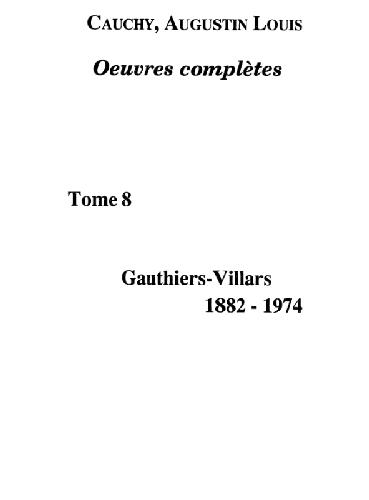 CAUCHY, AUGUSTIN LOUIS
Oeuvres complètes
Tome 8
Gauthiers-Villars
1882 - 1974